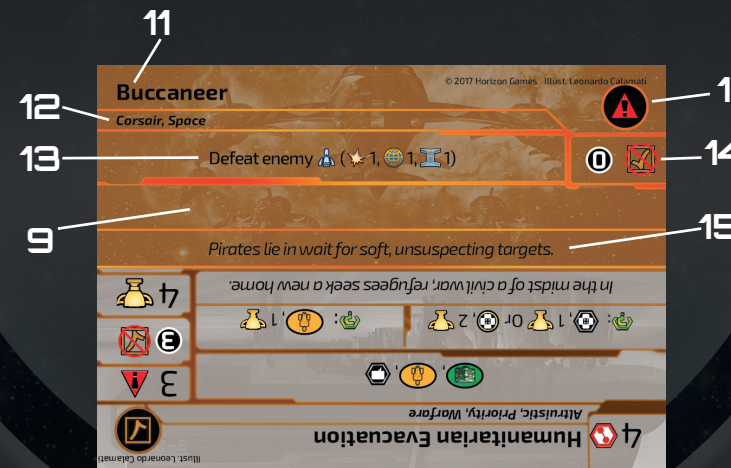 11
Buccaneer
© 2017 Horizon Games · Illust. Leonardo Calamati
1
12
Corsair, Space
13
Defeat enemy ( 1, 1, 1)
0
14
9
Pirates lie in wait for soft, unsuspecting targets.
15
Illust. Leonardo Calamati
4 Humanitarian Evacuation
Altruistic, Priority, Warfare
, ,
3
: , 1 Or , 2
: , 1
3
In the midst of a civil war, refugees seek a new home.
4